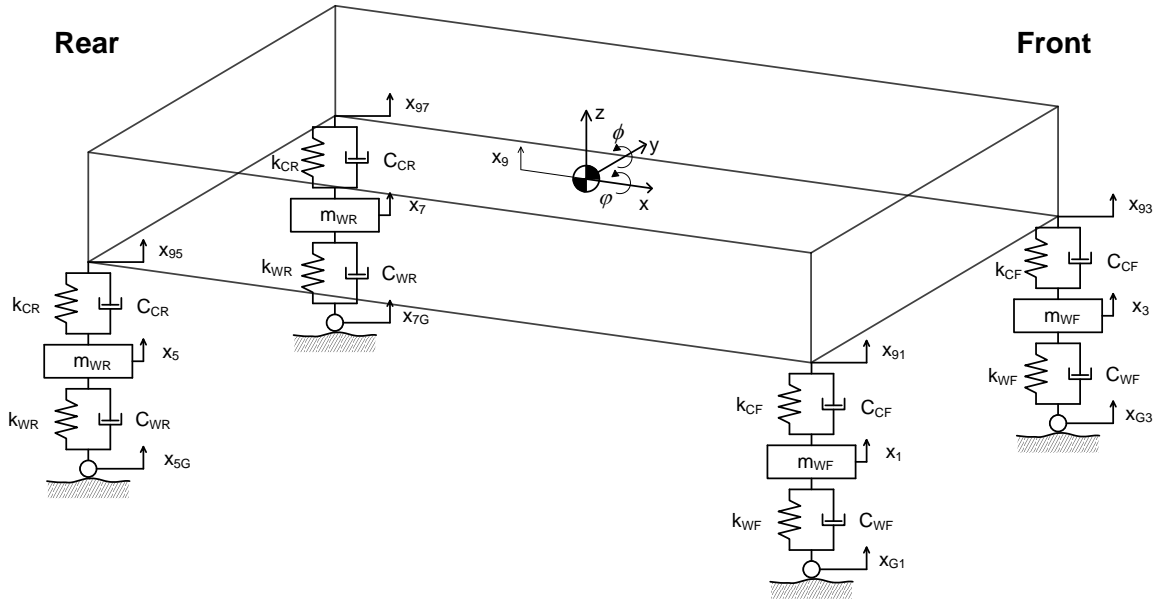 Rear
Front
x97
z
ϕ
y
x9
kCR
CCR
φ
x
mWR
x7
x93
x95
kWR
CWR
kCF
CCF
kCR
CCR
x7G
mWF
x3
mWR
x5
x91
kWF
CWF
kWR
CWR
kCF
CCF
xG3
x5G
mWF
x1
kWF
CWF
xG1